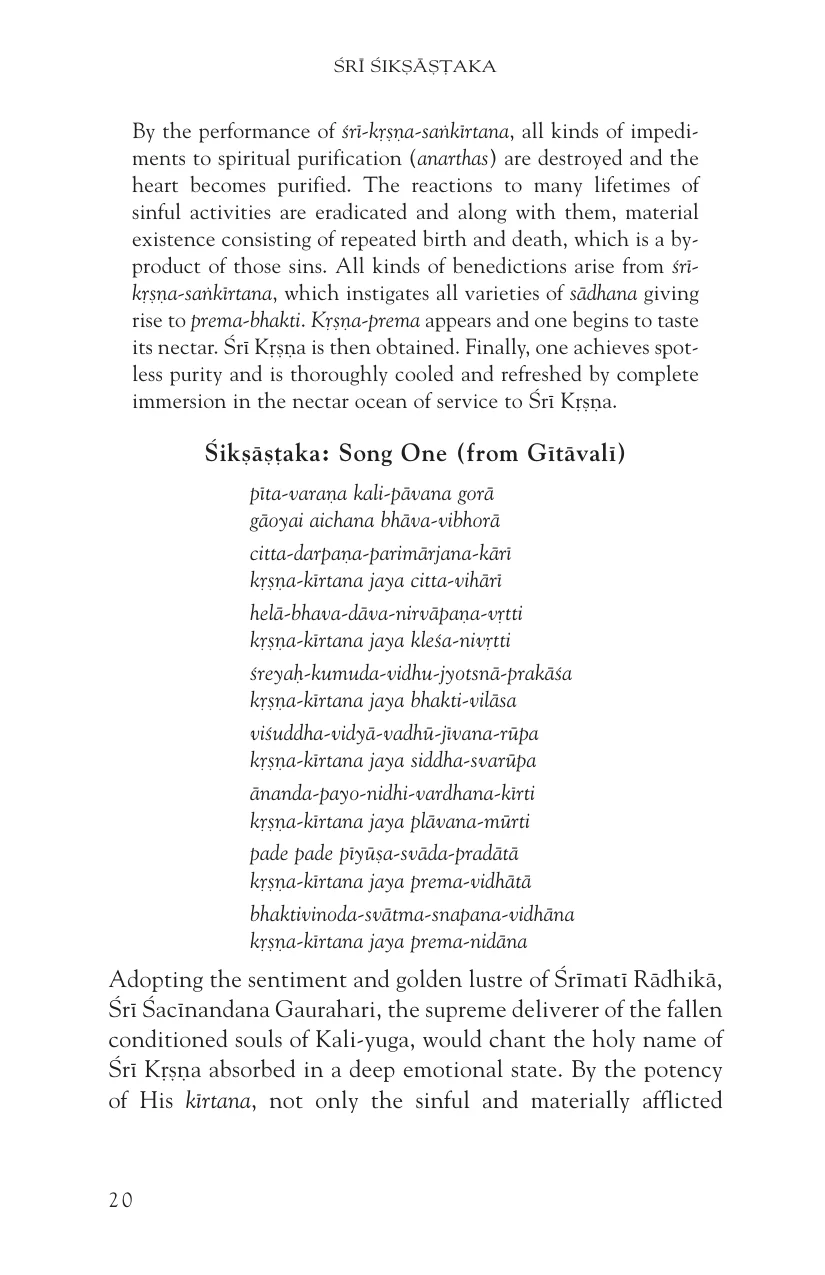 ŚRĪ ŚIKṢĀṢṬAKA
By the performance of śrī-kṛṣṇa-saṅkīrtana, all kinds of impedi-
ments to spiritual purification (anarthas) are destroyed and the
heart becomes purified. The reactions to many lifetimes of
sinful activities are eradicated and along with them, material
existence consisting of repeated birth and death, which is a by-
product of those sins. All kinds of benedictions arise from śrī-
kṛṣṇa-saṅkīrtana, which instigates all varieties of sādhana giving
rise to prema-bhakti. Kṛṣṇa-prema appears and one begins to taste
its nectar. Śrī Kṛṣṇa is then obtained. Finally, one achieves spot-
less purity and is thoroughly cooled and refreshed by complete
immersion in the nectar ocean of service to Śrī Kṛṣṇa.
Śikṣāṣṭaka: Song One (from Gītāvalī)
pīta-varaṇa kali-pāvana gorā
gāoyai aichana bhāva-vibhorā
citta-darpaṇa-parimārjana-kārī
kṛṣṇa-kīrtana jaya citta-vihārī
helā-bhava-dāva-nirvāpaṇa-vṛtti
kṛṣṇa-kīrtana jaya kleśa-nivṛtti
śreyaḥ-kumuda-vidhu-jyotsnā-prakāśa
kṛṣṇa-kīrtana jaya bhakti-vilāsa
viśuddha-vidyā-vadhū-jīvana-rūpa
kṛṣṇa-kīrtana jaya siddha-svarūpa
ānanda-payo-nidhi-vardhana-kīrti
kṛṣṇa-kīrtana jaya plāvana-mūrti
pade pade pīyūṣa-svāda-pradātā
kṛṣṇa-kīrtana jaya prema-vidhātā
bhaktivinoda-svātma-snapana-vidhāna
kṛṣṇa-kīrtana jaya prema-nidāna
Adopting the sentiment and golden lustre of Śrīmatī Rādhikā,
Śrī Śacīnandana Gaurahari, the supreme deliverer of the fallen
conditioned souls of Kali-yuga, would chant the holy name of
Śrī Kṛṣṇa absorbed in a deep emotional state. By the potency
of His kīrtana, not only the sinful and materially afflicted
20